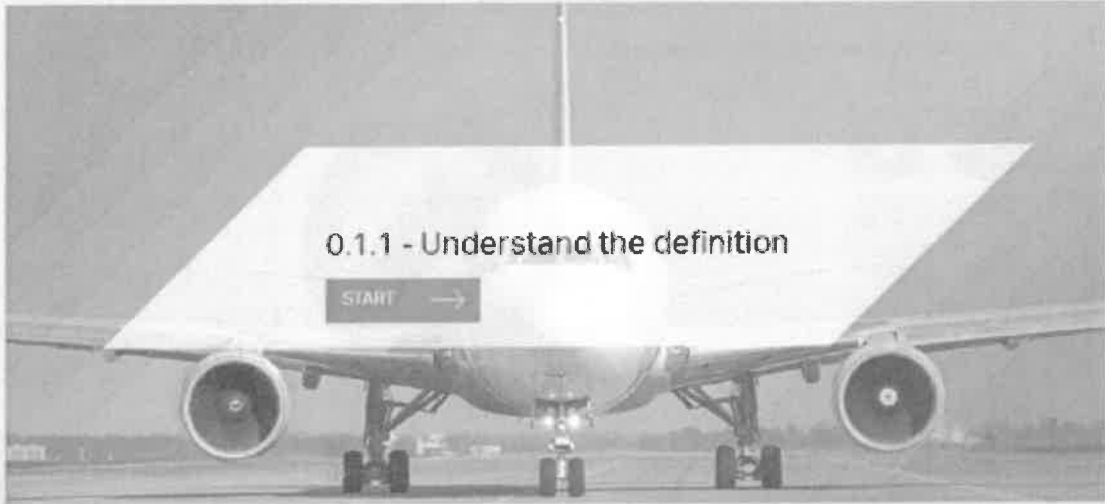 0.1.1 - Understand the definition
START →